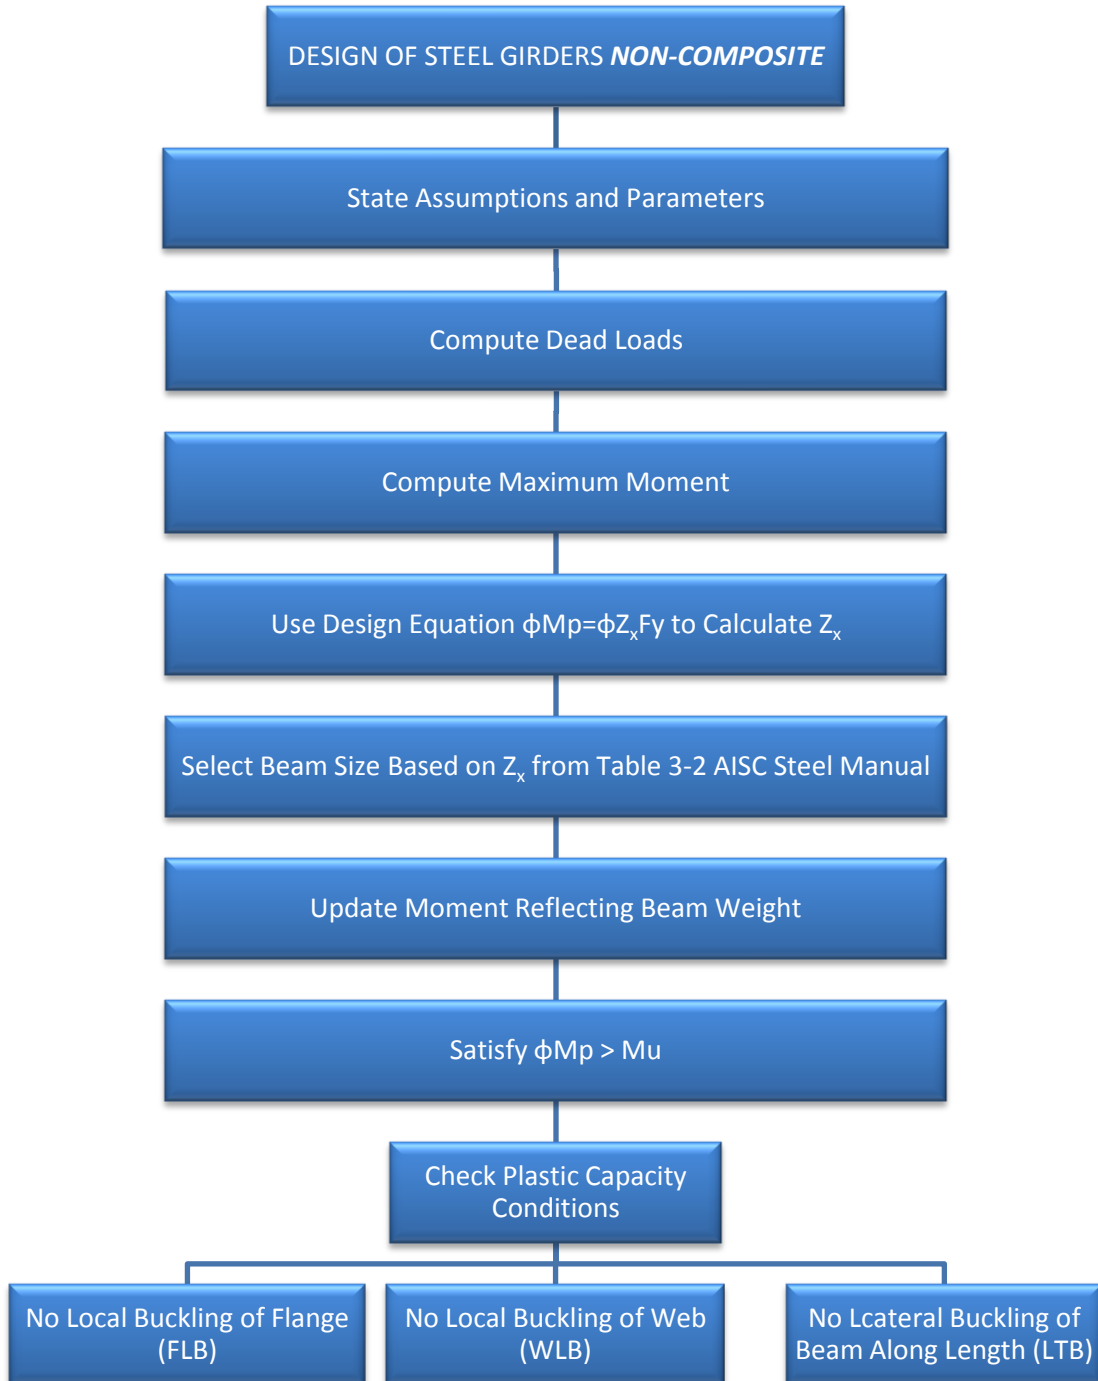 DESIGN OF STEEL GIRDERS NON-COMPOSITE
State Assumptions and Parameters
Compute Dead Loads
Compute Maximum Moment
Use Design Equation ϕMp=ϕZxFy to Calculate Zx
Select Beam Size Based on Zx from Table 3-2 AISC Steel Manual
Update Moment Reflecting Beam Weight
Satisfy ϕMp > Mu
Check Plastic Capacity
Conditions
No Local Buckling of Flange
(FLB)
No Local Buckling of Web
(WLB)
No Lcateral Buckling of
Beam Along Length (LTB)